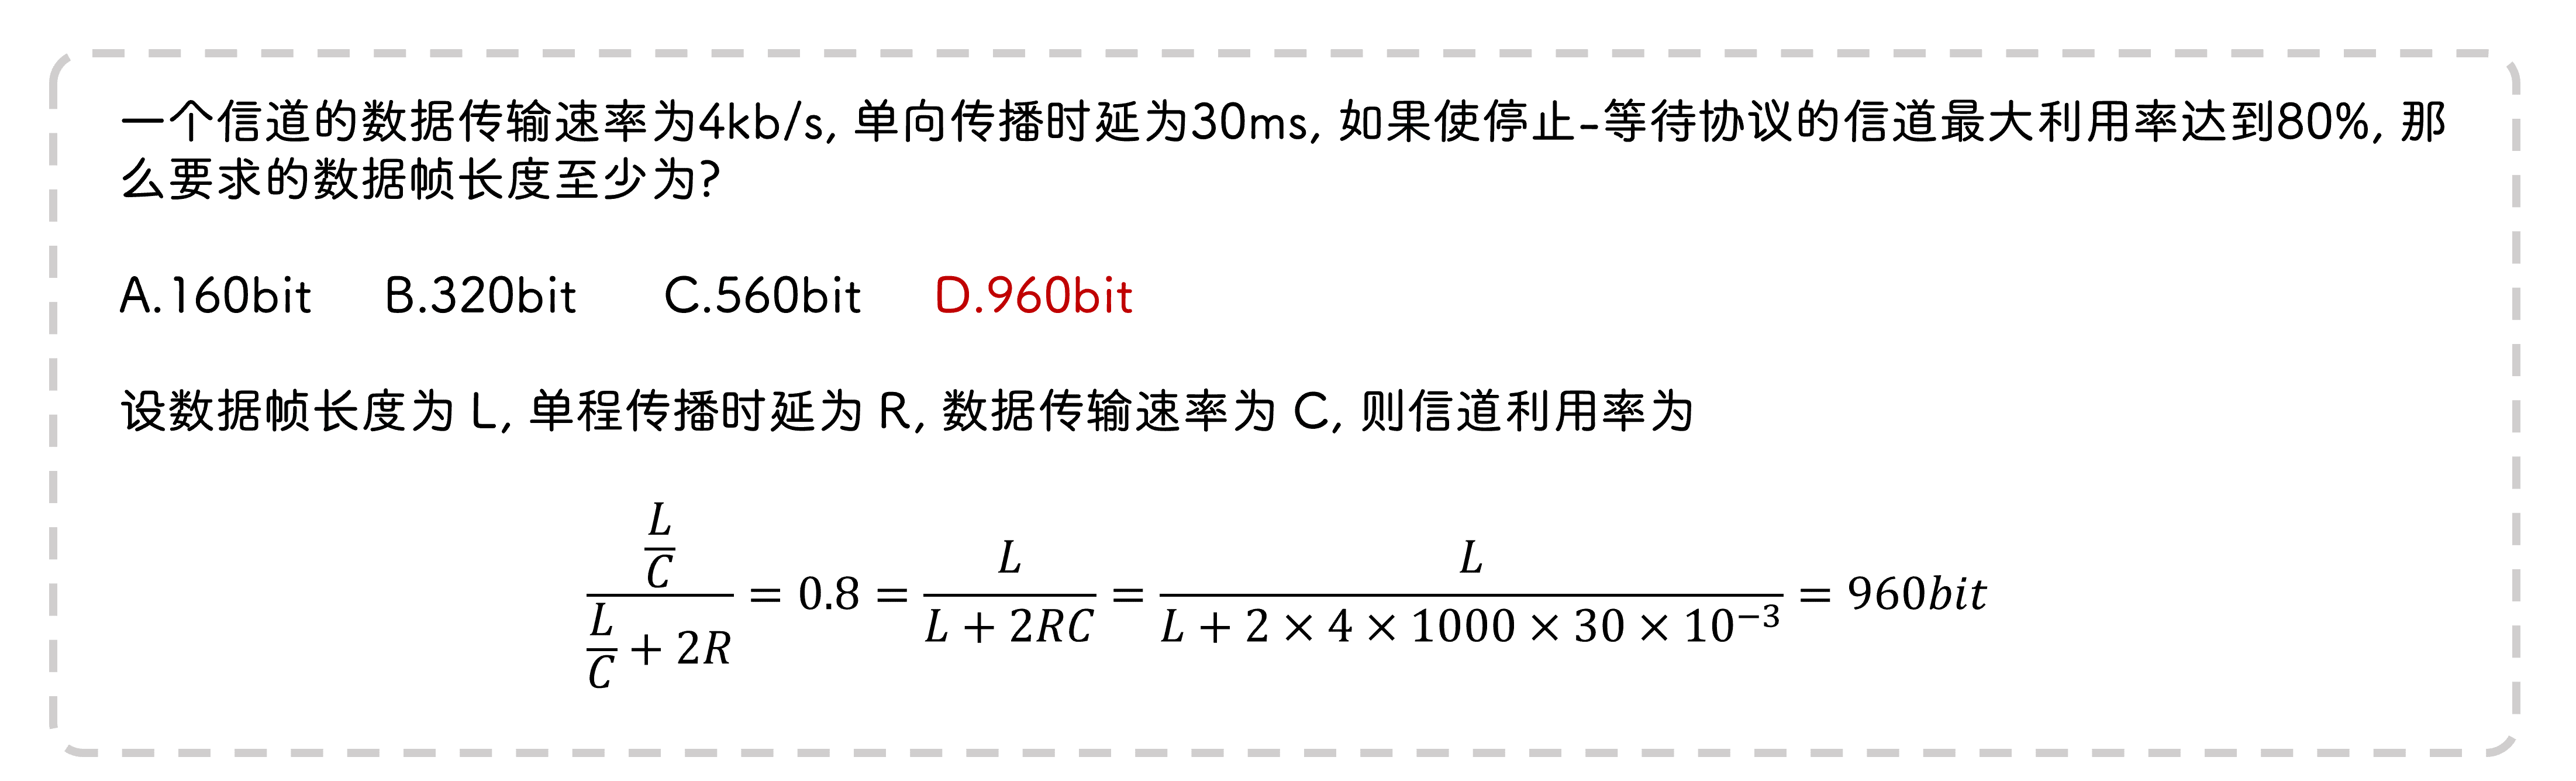 一个信道的数据传输速率为4kb/s, 单向传播时延为30ms, 如果使停止-等待协议的信道最大利用率达到80%, 那
么要求的数据帧长度至少为?
A.160bit B.320bit C.560bit D.960bit
设数据帧长度为 L, 单程传播时延为 R, 数据传输速率为 C, 则信道利用率为
\frac{\frac{L}{C}}{\frac{L}{C}+2R} = 0.8 = \frac{L}{L+2RC} = \frac{L}{L+2×4×1000×30×10^{-3}} = 960bit